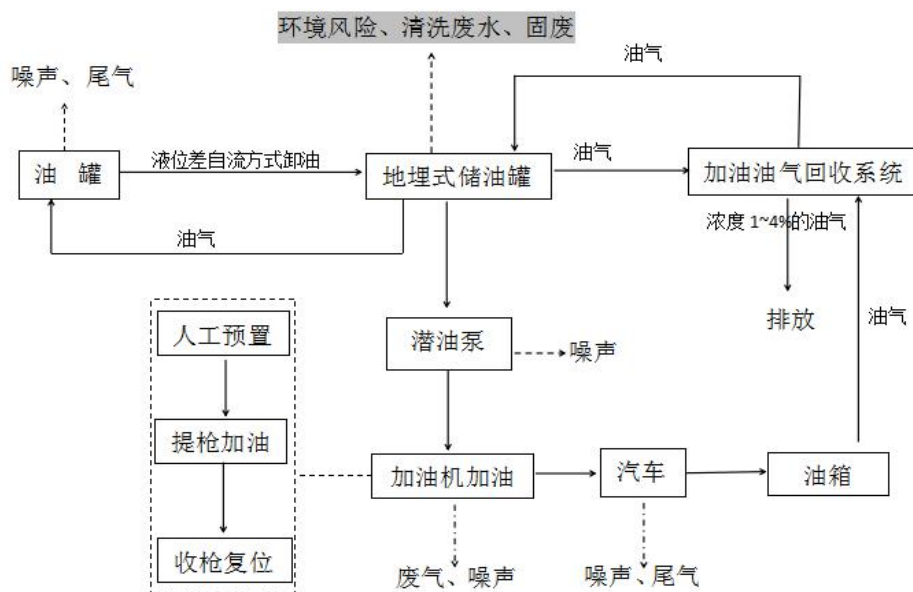 环境风险、清洗废水、固废
油气
噪声、尾气
液位差自流方式卸油
油气
油 罐
地埋式储油罐
加油油气回收系统
浓度 1~4%的油气
油气
人工预置
潜油泵
噪声
排放
油气
提枪加油
加油机加油
汽车
油箱
收枪复位
废气、噪声
噪声、尾气